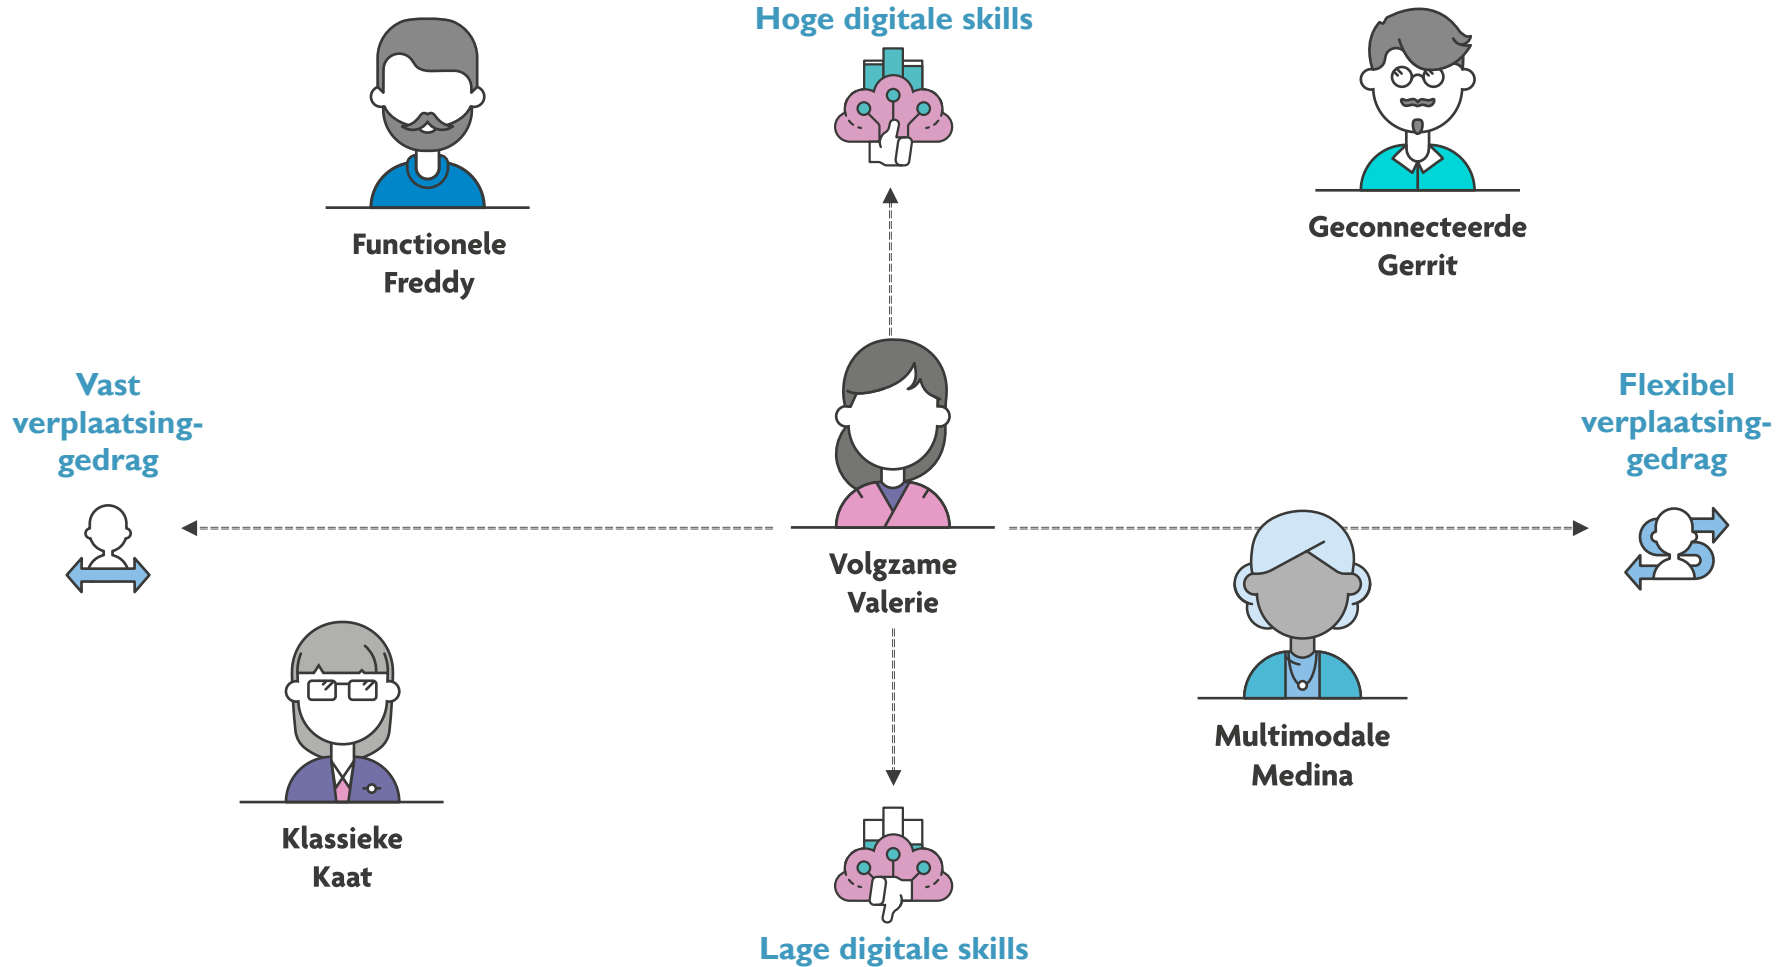 Hoge digitale skills
Functionele
Freddy
Geconnecteerde
Gerrit
Vast
verplaatsing-
gedrag
Flexibel
verplaatsing-
gedrag
Volgzame
Valerie
Multimodale
Medina
Klassieke
Kaat
Lage digitale skills